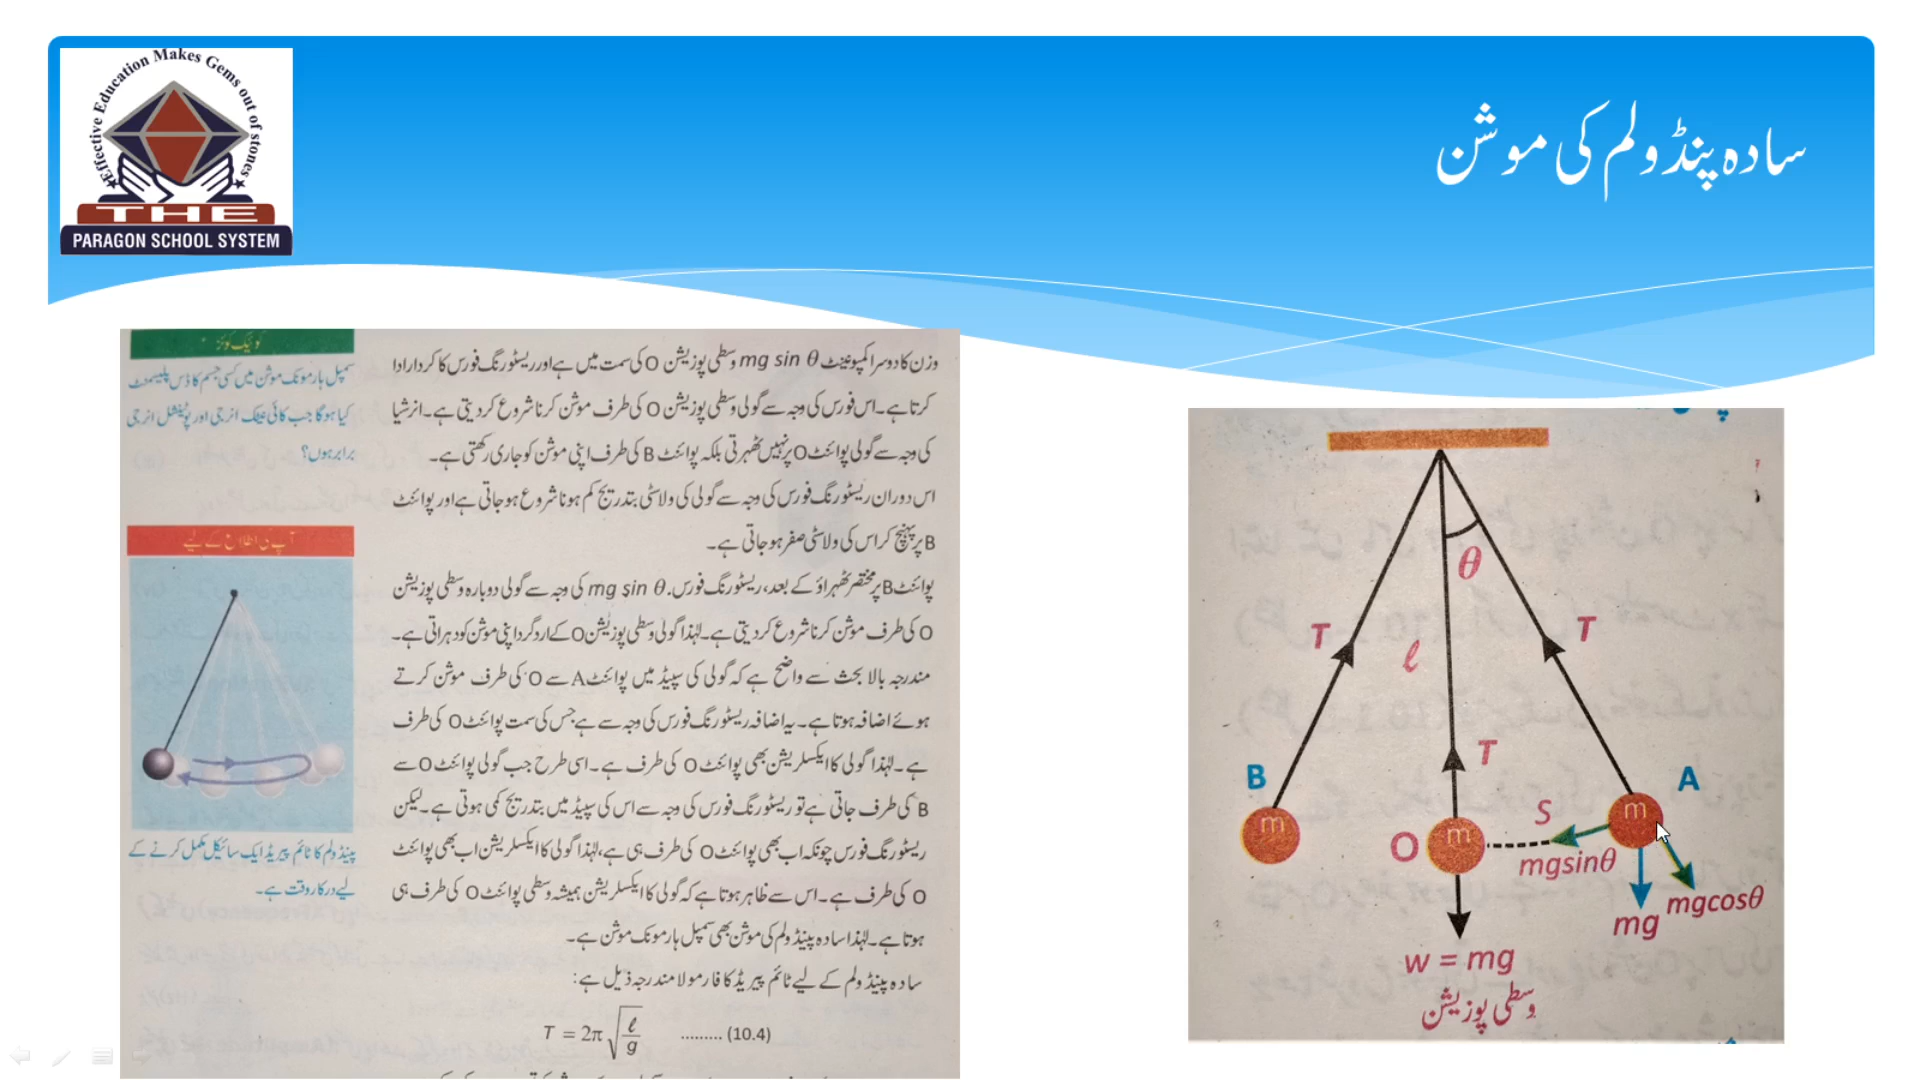 Effective Education Makes Gems out of stones
THE
PARAGON SCHOOL SYSTEM
سادہ پنڈولم کی موشن
وزن کا دوسرا کمپوننٹ mg sin θ وسطی پوزیشن O کی سمت میں ہے اور ریسٹورنگ فورس کا کردار ادا
کرتا ہے۔ اس فورس کی وجہ سے گولی وسطی پوزیشن O کی طرف موشن کرنا شروع کر دیتی ہے۔ انرشیا
کی وجہ سے گولی پوائنٹ O پر نہیں ٹھہرتی بلکہ پوائنٹ B کی طرف اپنی موشن کو جاری رکھتی ہے۔
اس دوران ریسٹورنگ فورس کی وجہ سے گولی کی ولاسٹی بتدریج کم ہونا شروع ہو جاتی ہے اور پوائنٹ
B پر پہنچ کر اس کی ولاسٹی صفر ہو جاتی ہے۔
پوائنٹ B پر مختصر ٹھہراؤ کے بعد، ریسٹورنگ فورس mg sin θ کی وجہ سے گولی دوبارہ وسطی پوزیشن
O کی طرف موشن کرنا شروع کر دیتی ہے۔ لہٰذا گولی وسطی پوزیشن O کے ارد گرد اپنی موشن کو دہراتی ہے۔
مندرجہ بالا بحث سے واضح ہے کہ گولی کی سپیڈ میں پوائنٹ A سے O کی طرف موشن کرتے
ہوئے اضافہ ہوتا ہے۔ یہ اضافہ ریسٹورنگ فورس کی وجہ سے ہے جس کی سمت پوائنٹ O کی طرف
ہے۔ لہٰذا گولی کا ایکسلریشن بھی پوائنٹ O کی طرف ہے۔ اسی طرح جب گولی پوائنٹ O سے
B کی طرف جاتی ہے تو ریسٹورنگ فورس کی وجہ سے اس کی سپیڈ میں بتدریج کمی ہوتی ہے۔ لیکن
ریسٹورنگ فورس چونکہ اب بھی پوائنٹ O کی طرف ہی ہے، لہٰذا گولی کا ایکسلریشن اب بھی پوائنٹ
O کی طرف ہے۔ اس سے ظاہر ہوتا ہے کہ گولی کا ایکسلریشن ہمیشہ وسطی پوائنٹ O کی طرف ہی
ہوتا ہے۔ لہٰذا سادہ پینڈولم کی موشن بھی سمپل ہارمونک موشن ہے۔
سادہ پینڈولم کے لیے ٹائم پیریڈ کا فارمولا مندرجہ ذیل ہے:
T = 2π √(ℓ/g) ......... (10.4)
کوئیک کوئز
سمپل ہارمونک موشن میں کسی جسم کا ڈس پلیسمنٹ
کیا ہوگا جب کائی نیٹک انرجی اور پوٹینشل انرجی
برابر ہوں؟
آپ کی اطلاع کے لیے
پینڈولم کا ٹائم پیریڈ ایک سائیکل مکمل کرنے کے
لیے درکار وقت ہے۔
θ
T
ℓ
T
T
B
A
m
O
m
S
m
mgsinθ
mgcosθ
mg
w = mg
وسطی پوزیشن